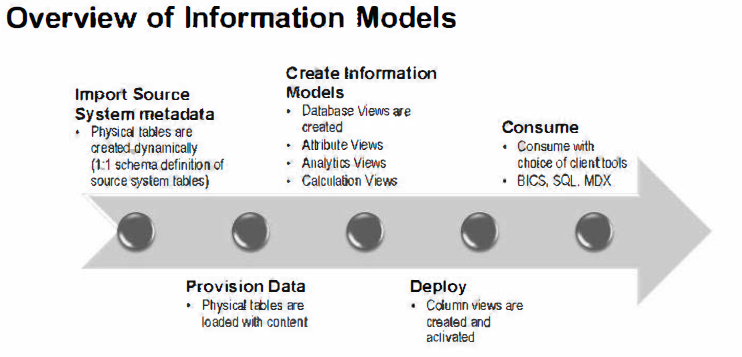 Overview of Information Models
Import Source
System metadata
• Physical tables are
created dynamically
(1:1 schema definition of
source system tables)
Provision Data
• Physical tables are
loaded with content
Create Information
Models
• Database Views are
created
• Attribute Views
• Analytics Views
• Calculation Views
Deploy
• Column views are
created and
activated
Consume
• Consume with
choice of client tools
• BICS, SQL. MDX